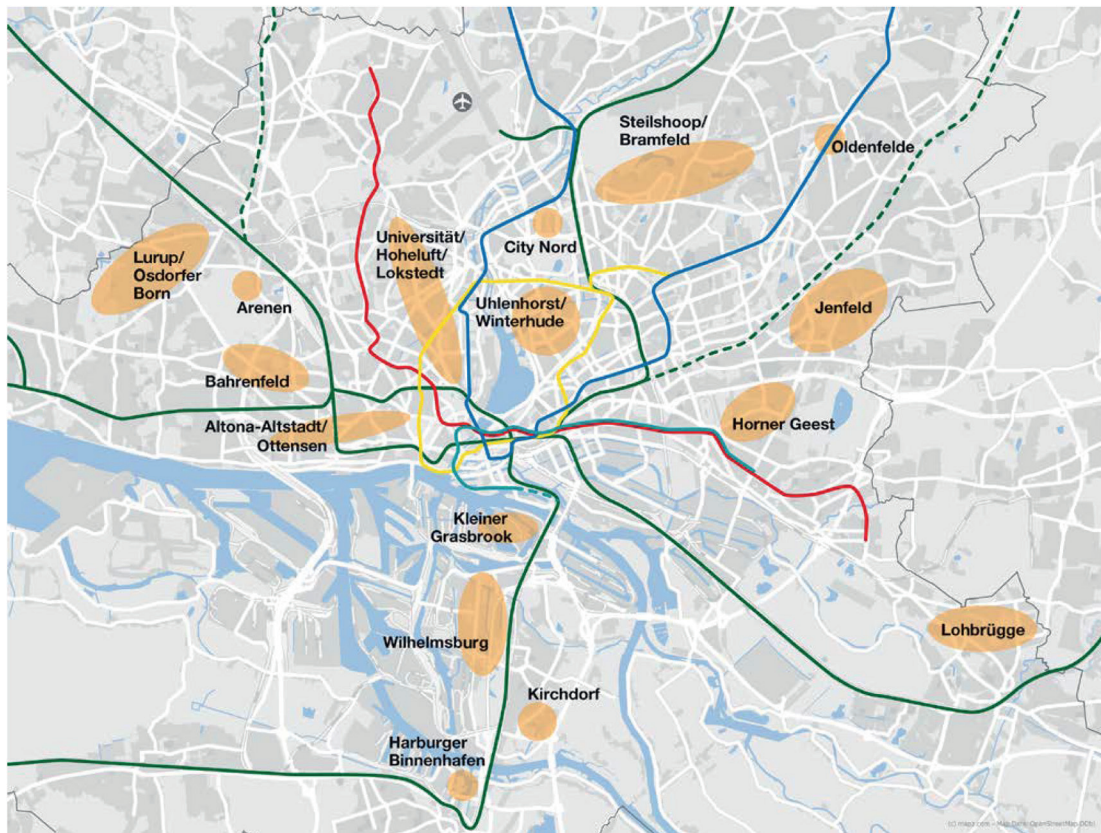 Steilshoop/
Bramfeld
Oldenfelde
Universität/
Hoheluft/
Lokstedt
City Nord
Lurup/
Osdorfer
Born
Arenen
Uhlenhorst/
Winterhude
Jenfeld
Bahrenfeld
Altona-Altstadt/
Ottensen
Horner Geest
Kleiner
Grasbrook
Wilhelmsburg
Lohbrügge
Kirchdorf
Harburger
Binnenhafen